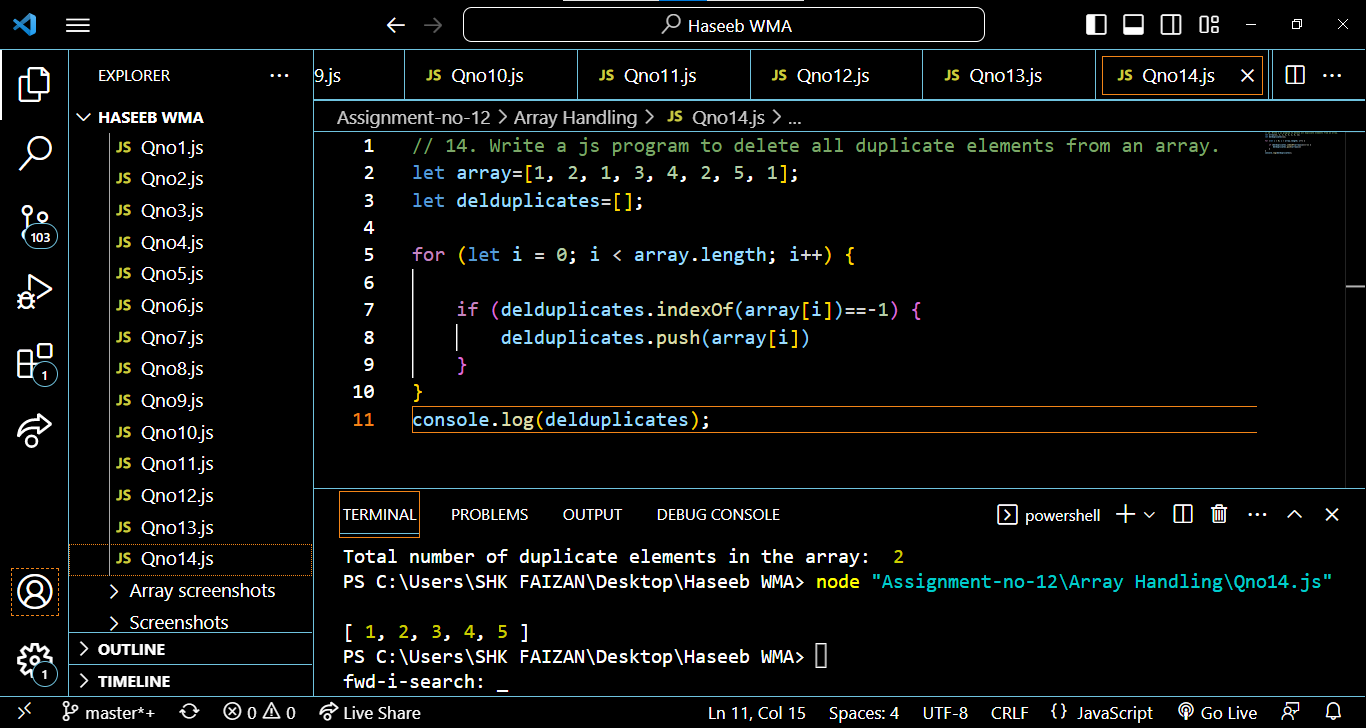 Haseeb WMA
EXPLORER ...
HASEEB WMA
JS Qno1.js
JS Qno2.js
JS Qno3.js
JS Qno4.js
JS Qno5.js
JS Qno6.js
JS Qno7.js
JS Qno8.js
JS Qno9.js
JS Qno10.js
JS Qno11.js
JS Qno12.js
JS Qno13.js
JS Qno14.js
Array screenshots
Screenshots
OUTLINE
TIMELINE
103
1
1
9.js JS Qno10.js JS Qno11.js JS Qno12.js JS Qno13.js JS Qno14.js
Assignment-no-12 > Array Handling > JS Qno14.js > ...
1 // 14. Write a js program to delete all duplicate elements from an array.
2 let array=[1, 2, 1, 3, 4, 2, 5, 1];
3 let delduplicates=[];
4
5 for (let i = 0; i < array.length; i++) {
6
7 if (delduplicates.indexOf(array[i])==-1) {
8 delduplicates.push(array[i])
9 }
10 }
11 console.log(delduplicates);
TERMINAL PROBLEMS OUTPUT DEBUG CONSOLE powershell
Total number of duplicate elements in the array: 2
PS C:\Users\SHK FAIZAN\Desktop\Haseeb WMA> node "Assignment-no-12\Array Handling\Qno14.js"
[ 1, 2, 3, 4, 5 ]
PS C:\Users\SHK FAIZAN\Desktop\Haseeb WMA>
fwd-i-search: _
master*+ 0 0 Live Share Ln 11, Col 15 Spaces: 4 UTF-8 CRLF {} JavaScript Go Live